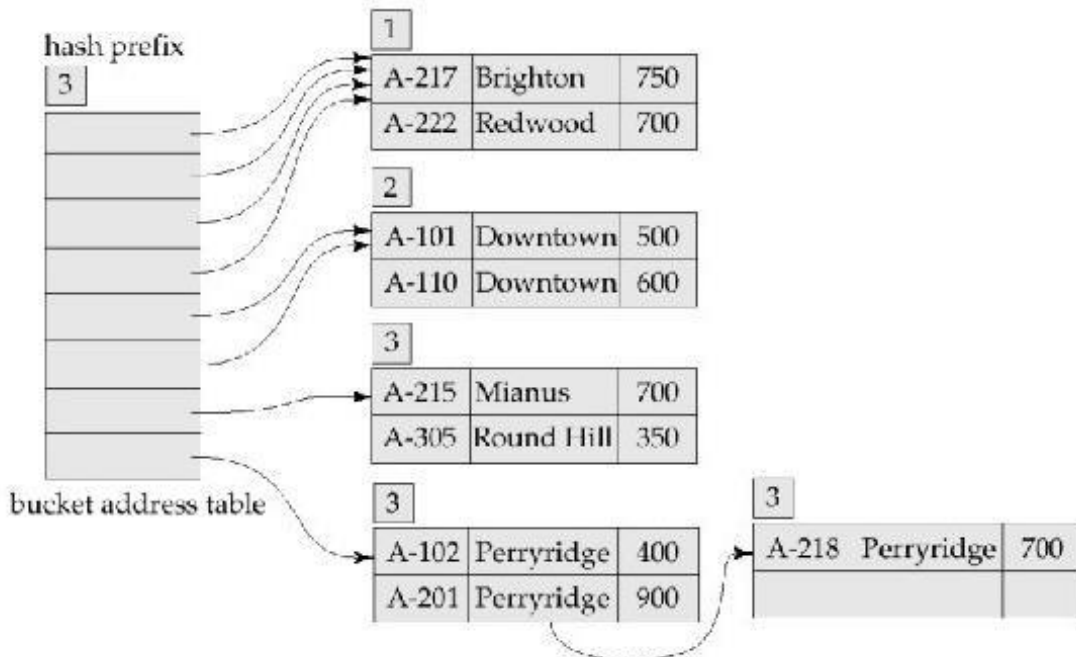 hash prefix
3
bucket address table
1
A-217 Brighton 750
A-222 Redwood 700
2
A-101 Downtown 500
A-110 Downtown 600
3
A-215 Mianus 700
A-305 Round Hill 350
3
A-102 Perryridge 400
A-201 Perryridge 900
3
A-218 Perryridge 700